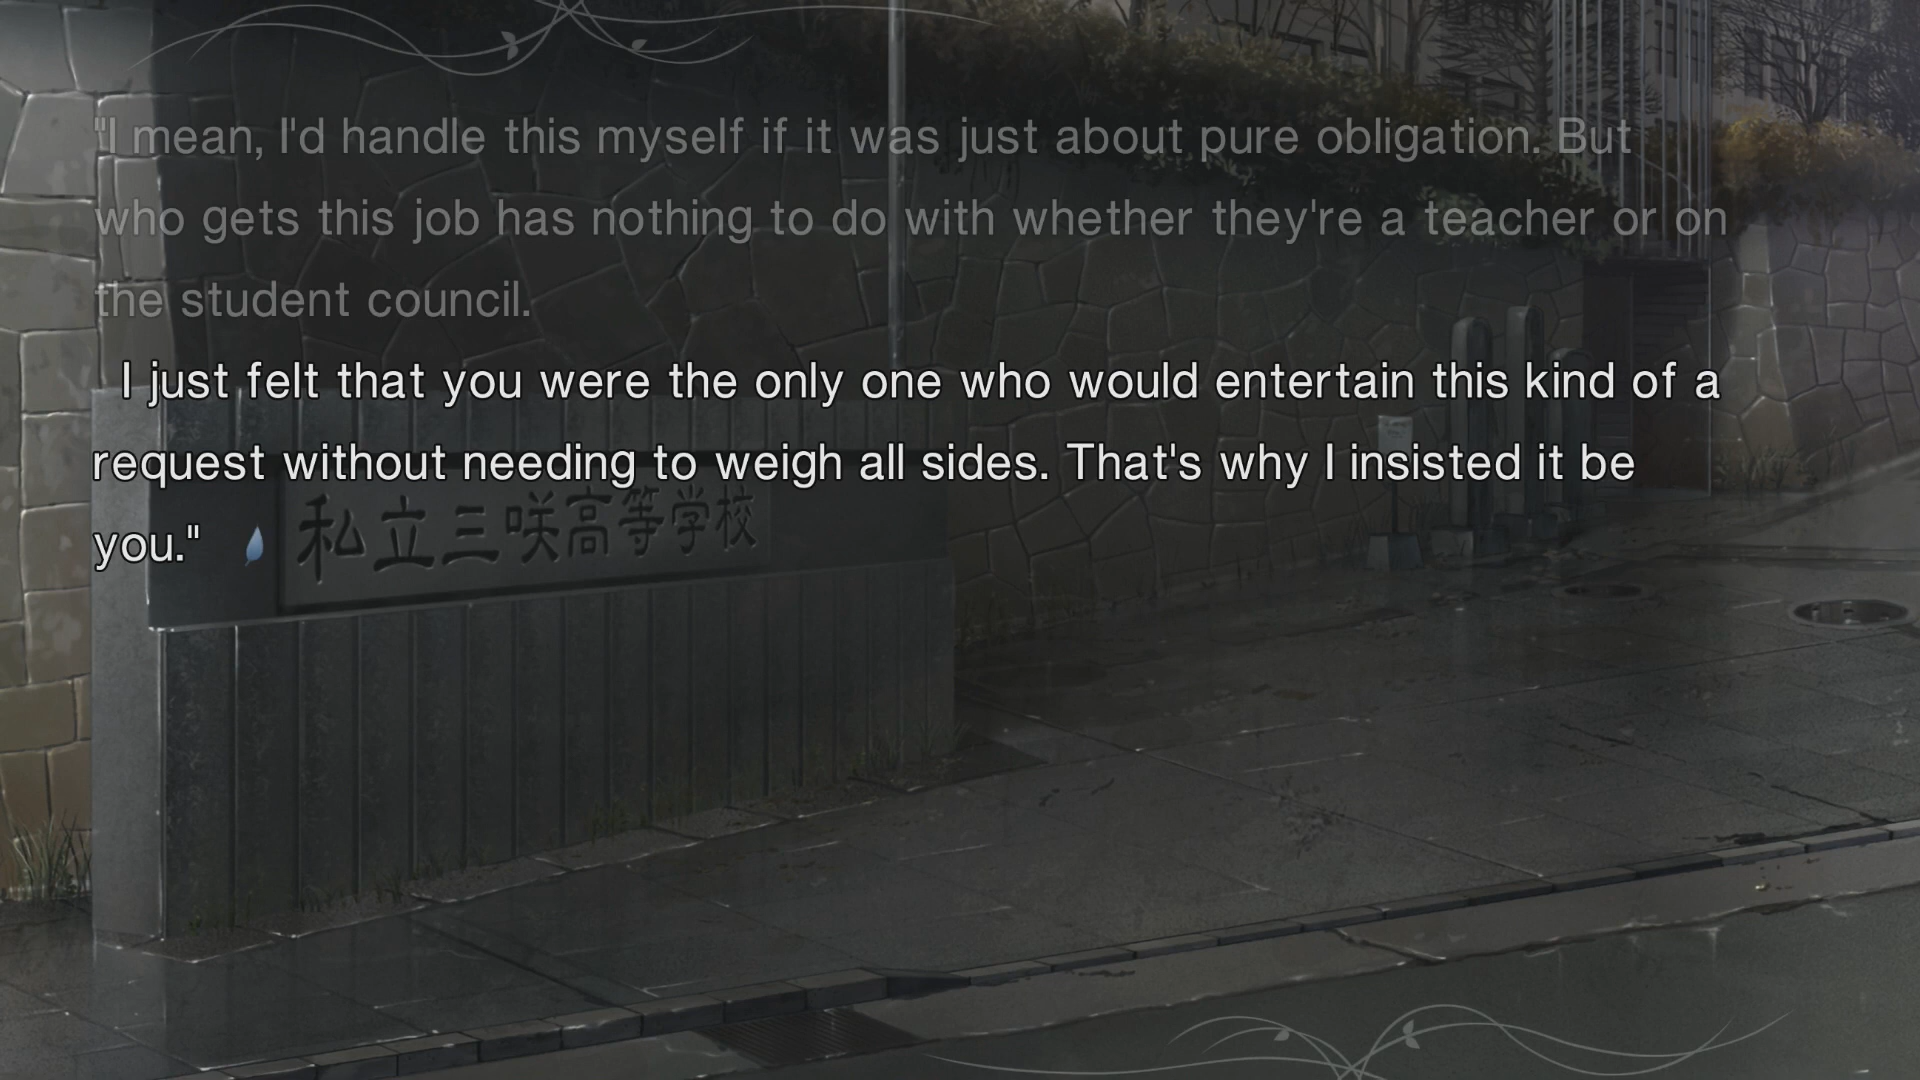 "I mean, I'd handle this myself if it was just about pure obligation. But
who gets this job has nothing to do with whether they're a teacher or on
the student council.
I just felt that you were the only one who would entertain this kind of a
request without needing to weigh all sides. That's why I insisted it be
you."
私立三咲高等学校